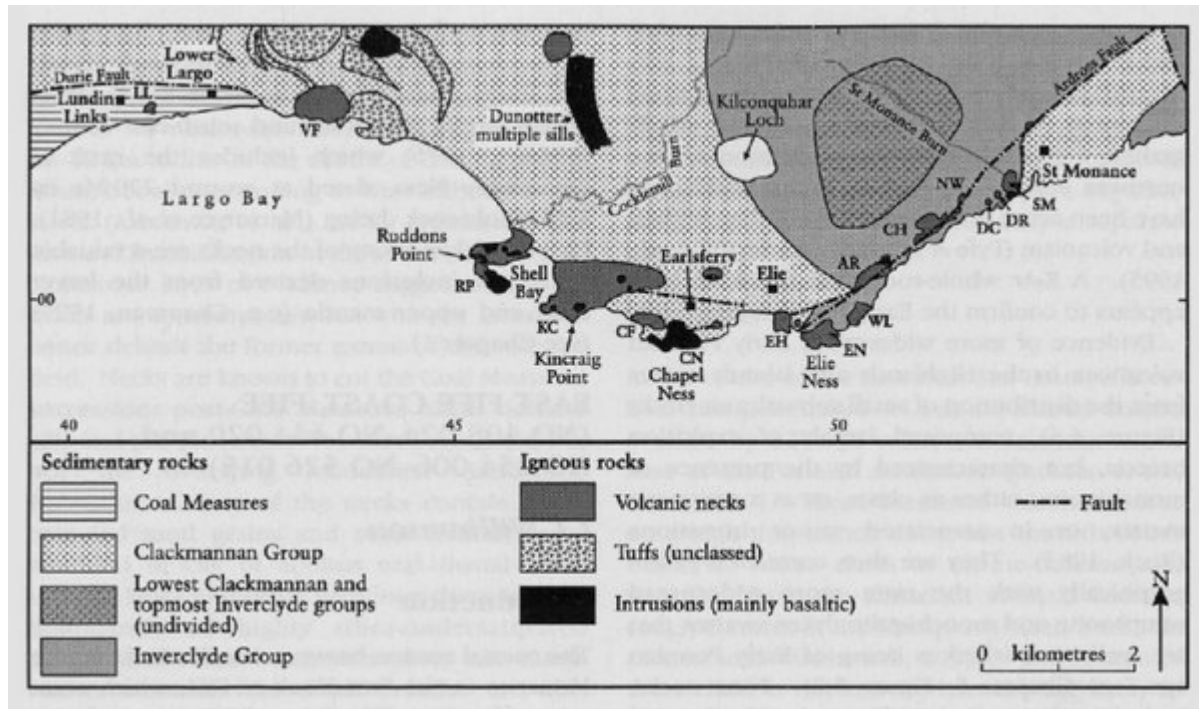 Lower
Largo
Durie Fault
Lundin
Links
LL
VF
Dunotter
multiple sills
Kilconquhar
Loch
St Monance Burn
Ardross Fault
Cocklemill
Burn
St Monance
Largo Bay
NW
SM
DR
DC
CH
Ruddons
Point
RP
Shell
Bay
Earlsferry
Elie
AR
00
KC
CF
CN
EH
EN
WL
Kincraig
Point
Chapel
Ness
Elie
Ness
40
45
50
Sedimentary rocks
Coal Measures
Clackmannan Group
Lowest Clackmannan and
topmost Inverclyde groups
(undivided)
Inverclyde Group
Igneous rocks
Volcanic necks
Tuffs (unclassed)
Intrusions (mainly basaltic)
Fault
N
0 kilometres 2